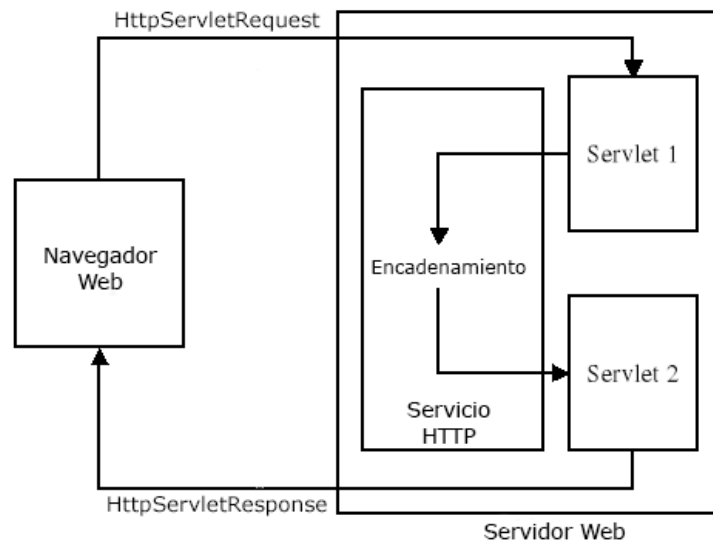 HttpServletRequest
Servlet 1
Navegador
Web
Encadenamiento
Servlet 2
Servicio
HTTP
HttpServletResponse
Servidor Web